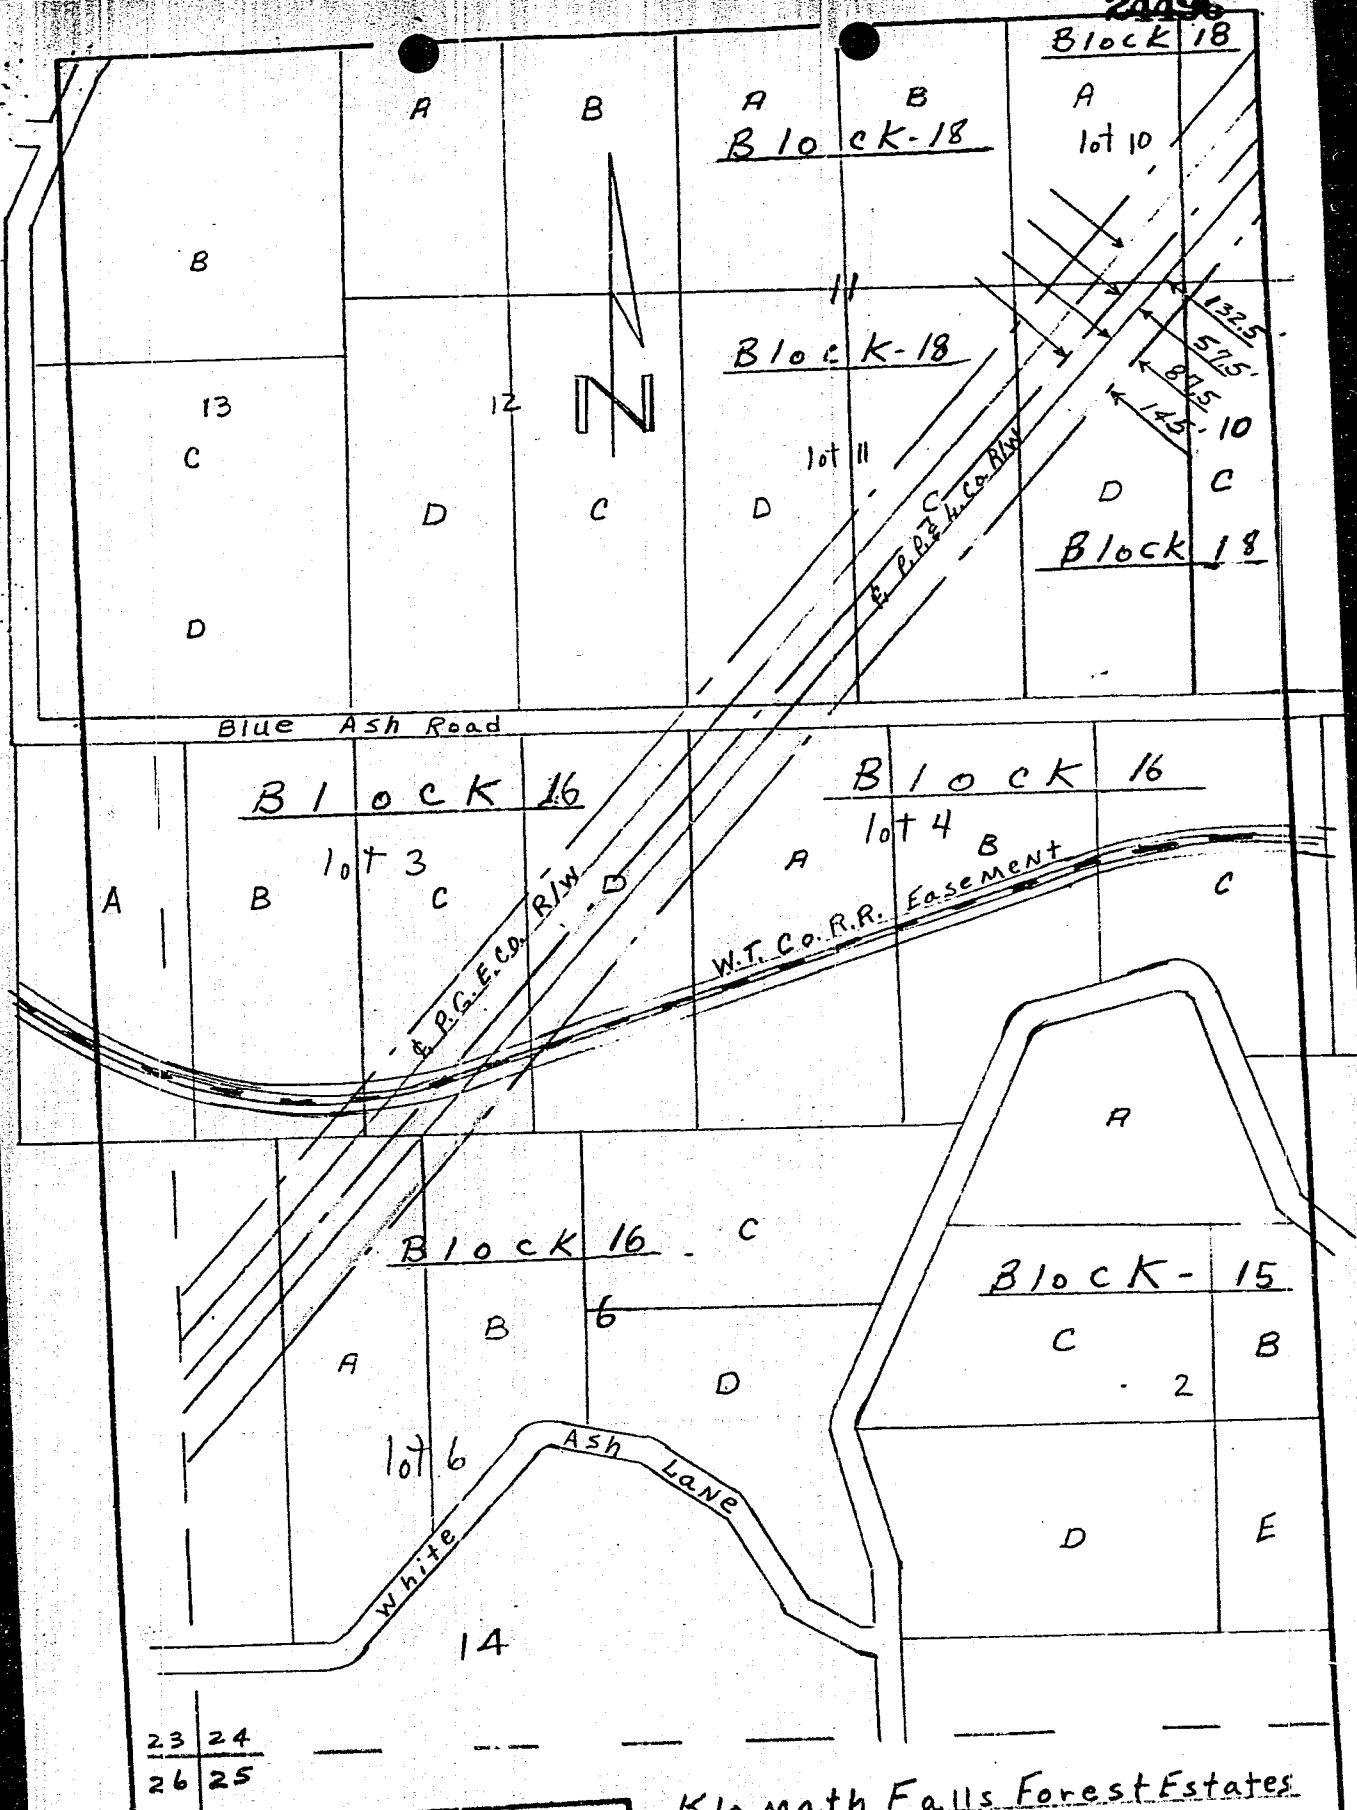 24496
Block 18
A
B
A
B
A
Block-18
lot 10
B
11
132.5'
Block-18
57.5'
87.5
145'
10
13
12
N
C
lot 11
D
C
D
C
D
C
Block 18
℄ P.P.& L. Co. R/W
D
Blue Ash Road
Block 16
Block 16
lot 3
lot 4
A
B
C
D
A
B
C
℄ P.G.E.Co. R/W
W.T. Co. R.R. Easement
A
Block 16
C
Block-15
6
B
A
D
C
B
2
lot 6
White Ash Lane
D
E
14
23 24
26 25
Klamath Falls Forest Estates